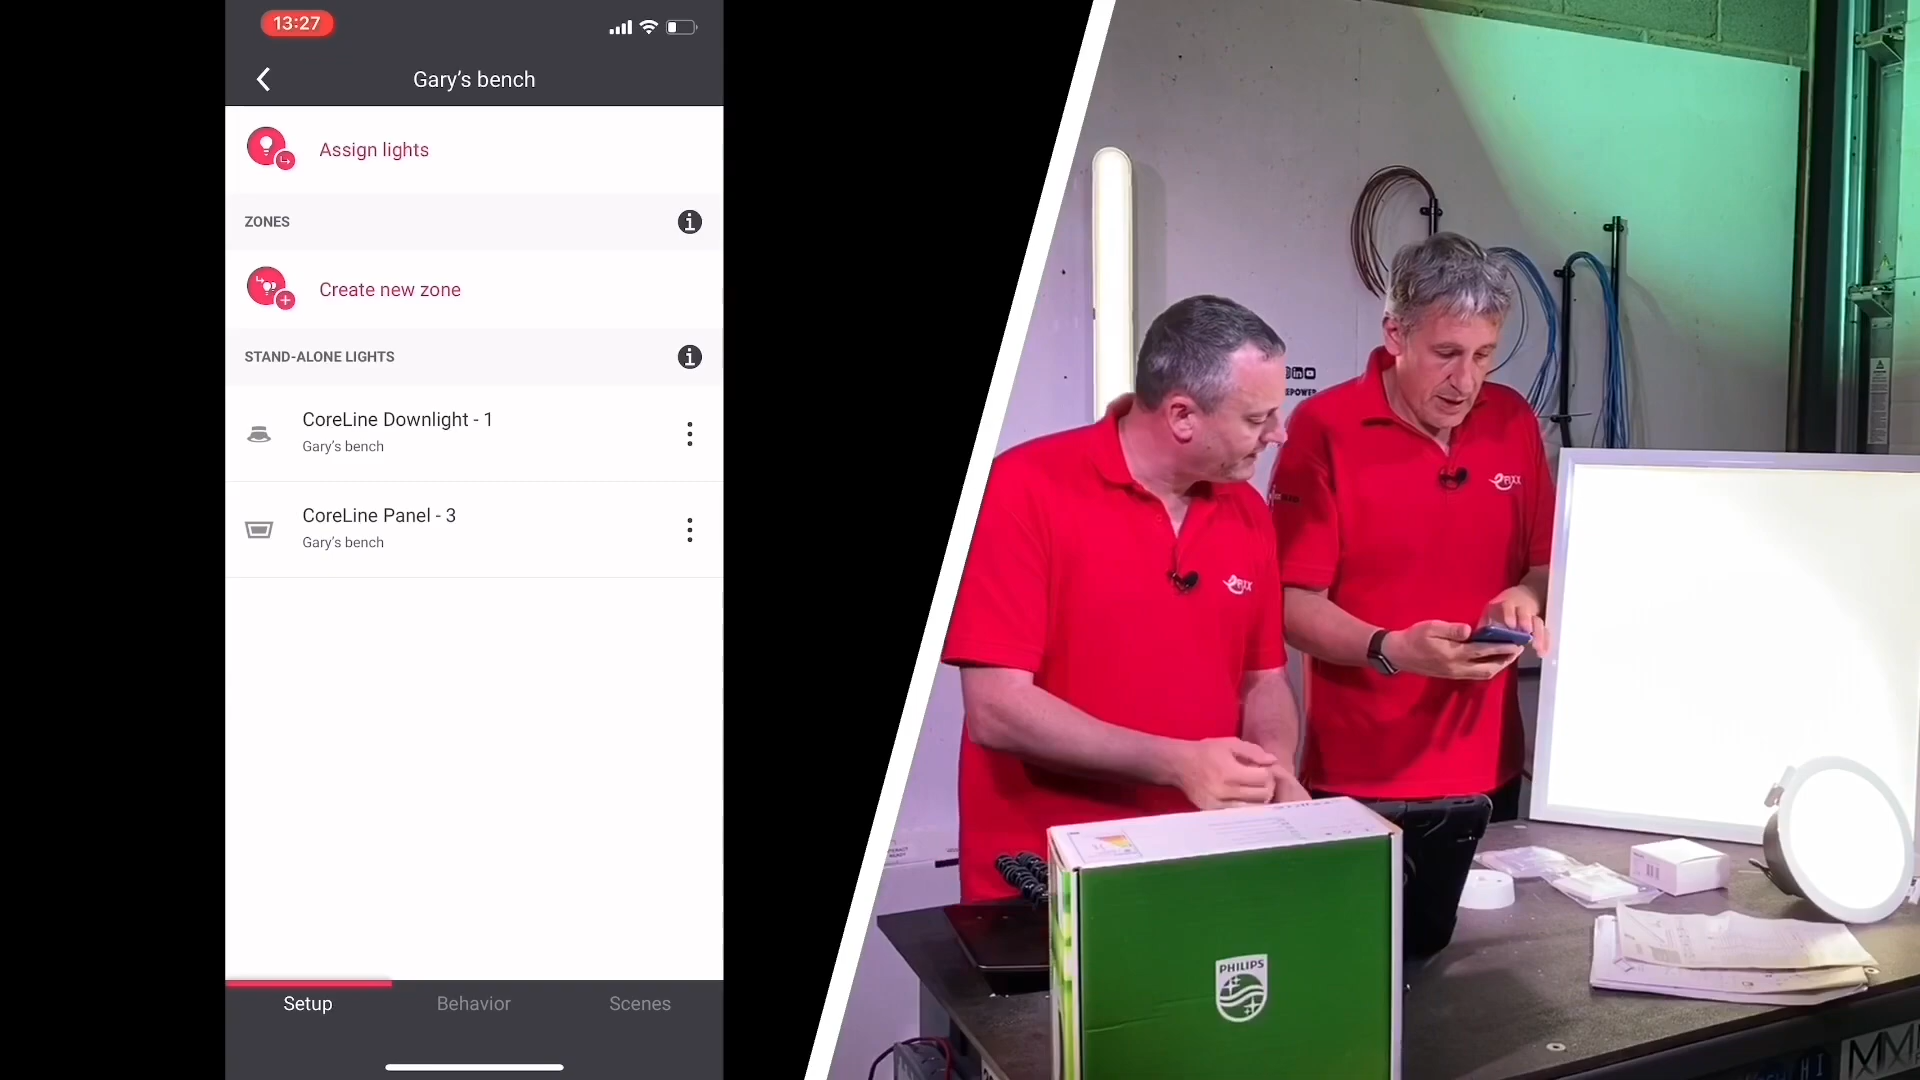 13:27
Gary's bench
Assign lights
ZONES
Create new zone
STAND-ALONE LIGHTS
CoreLine Downlight - 1
Gary's bench
CoreLine Panel - 3
Gary's bench
Setup
Behavior
Scenes
PHILIPS